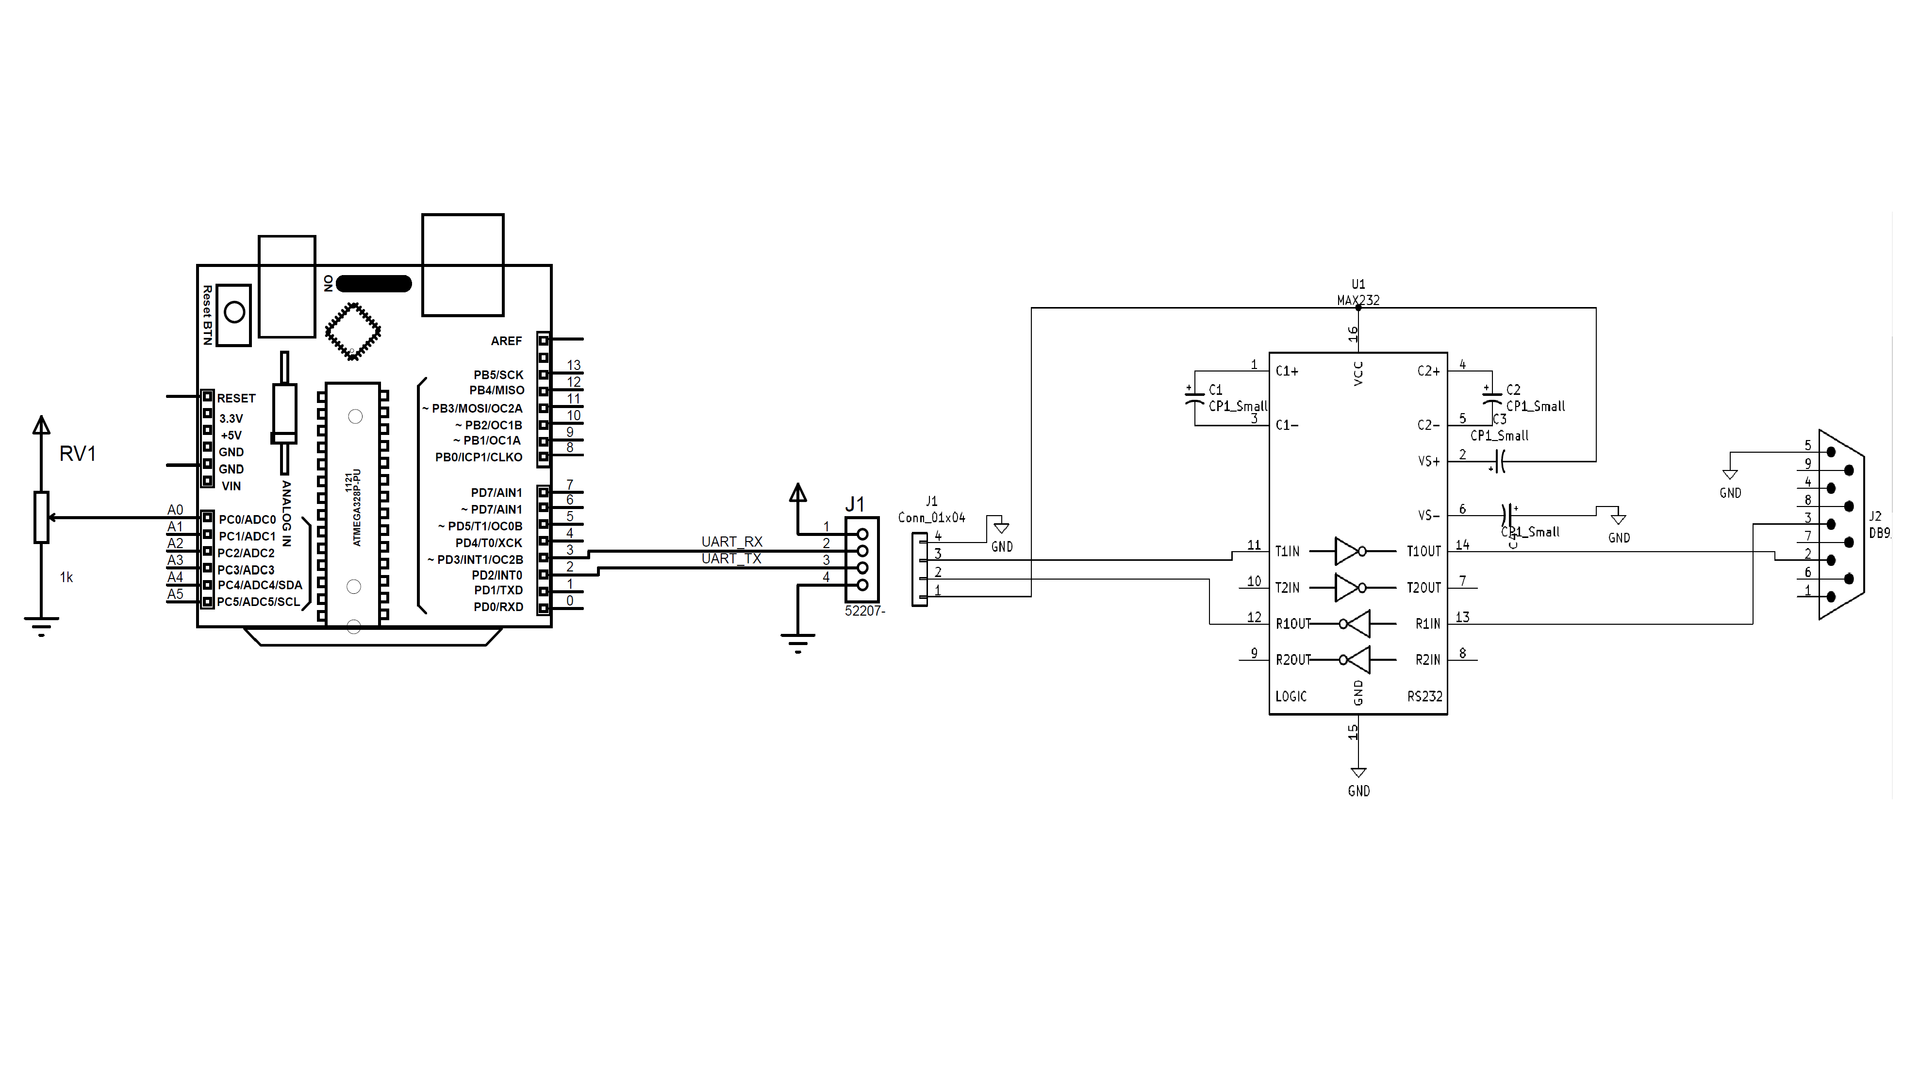 RV1
1k
Reset BTN
ON
RESET
3.3V
+5V
GND
GND
VIN
A0
A1
A2
A3
A4
A5
PC0/ADC0
PC1/ADC1
PC2/ADC2
PC3/ADC3
PC4/ADC4/SDA
PC5/ADC5/SCL
ANALOG IN
1121
ATMEGA328P-PU
AREF
PB5/SCK 13
PB4/MISO 12
~ PB3/MOSI/OC2A 11
~ PB2/OC1B 10
~ PB1/OC1A 9
PB0/ICP1/CLKO 8
PD7/AIN1 7
~ PD7/AIN1 6
~ PD5/T1/OC0B 5
PD4/T0/XCK 4
~ PD3/INT1/OC2B 3
PD2/INT0 2
PD1/TXD 1
PD0/RXD 0
UART_RX
UART_TX
J1
1
2
3
4
52207-
J1
Conn_01x04
4
3
2
1
GND
U1
MAX232
16
VCC
1 C1+
C1
CP1_Small
3 C1-
C2+ 4
C2
CP1_Small
C2- 5
C3
CP1_Small
VS+ 2
VS- 6
CP1_Small
C4
GND
11 T1IN T1OUT 14
10 T2IN T2OUT 7
12 R1OUT R1IN 13
9 R2OUT R2IN 8
LOGIC GND RS232
15
GND
GND
5
9
4
8
3
7
2
6
1
J2
DB9